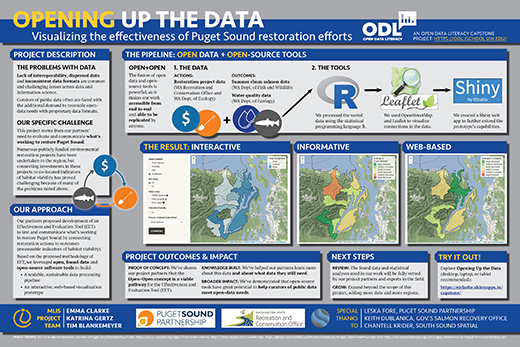 OPENING UP THE DATA
Visualizing the effectiveness of Puget Sound restoration efforts
ODL
OPEN DATA LITERACY
AN OPEN DATA LITERACY CAPSTONE
PROJECT: HTTPS://ODL.ISCHOOL.UW.EDU/
PROJECT DESCRIPTION
THE PROBLEMS WITH DATA
Lack of interoperability, dispersed data
and inconsistent data formats are common
and challenging issues across data and
information sciences.
Curators of public data are often faced with
the additional demand to reconcile open-
data needs with proprietary data formats.
OUR SPECIFIC CHALLENGE
This project stems from our partners'
need to evaluate and communicate what's
working to restore Puget Sound.
Numerous publicly funded environmental
restoration projects have been
undertaken in the region, but
connecting investments in these
projects to co-located indicators
of habitat viability has proved
challenging because of many of
the problems noted above.
OUR APPROACH
Our partners proposed development of an
Effectiveness and Evaluation Tool (EET)
to test and communicate what's working
to restore Puget Sound by connecting
restoration actions to outcomes
(measurable indicators of habitat viability).
Based on the proposed methodology of EET,
we leveraged open, found data and
open-source software tools to build:
• A scalable, sustainable data processing
pipeline
• An interactive, web-based visualization
prototype
THE PIPELINE: OPEN DATA + OPEN-SOURCE TOOLS
OPEN+OPEN
The fusion of open
data and open-
source tools is
powerful, as it
makes our work
accessible from
end to end
and able to be
replicated by
anyone.
1. THE DATA
ACTIONS:
Restoration project data
(WA Recreation and
Conservation Office and
WA Dept. of Ecology)
OUTCOMES:
Summer chum salmon data
(WA Dept. of Fish and Wildlife)
Water quality data
(WA Dept. of Ecology)
2. THE TOOLS
R
We processed the varied
data using the statistical
programming language R.
Leaflet
We used OpenStreetMap
and Leaflet to visualize
connections in the data.
Shiny
by RStudio
We created a Shiny web
app to further extend the
prototype's capabilities.
THE RESULT: INTERACTIVE
INFORMATIVE
WEB-BASED
PROJECT OUTCOMES & IMPACT
PROOF OF CONCEPT: We've shown
our project partners that the
Open+Open concept is a viable
pathway for the Effectiveness and
Evaluation Tool (EET).
KNOWLEDGE BUILD: We've helped our partners learn more
about this data and about what data they still need.
BROADER IMPACT: We've demonstrated that open-source
tools have great potential to help curators of public data
meet open-data needs.
NEXT STEPS
REVIEW: The found data and statistical
analyses used in our work will be fully vetted
by our project partners and experts in the field.
GROW: Expand beyond the scope of this
project, adding more data and more regions.
TRY IT OUT!
Explore Opening Up the Data
(desktop, laptop, or tablet
recommended):
MLIS
PROJECT
TEAM
EMMA CLARKE
KATRINA GERTZ
TIM BLANKEMEYER
PUGETSOUND
PARTNERSHIP
WASHINGTON STATE
Recreation and
Conservation Office
SPECIAL
THANKS
TO
LESKA FORE, PUGET SOUND PARTNERSHIP
KEITH DUBLANICA, GOV'S SALMON RECOVERY OFFICE
CHANTELL KRIDER, SOUTH SOUND SPATIAL